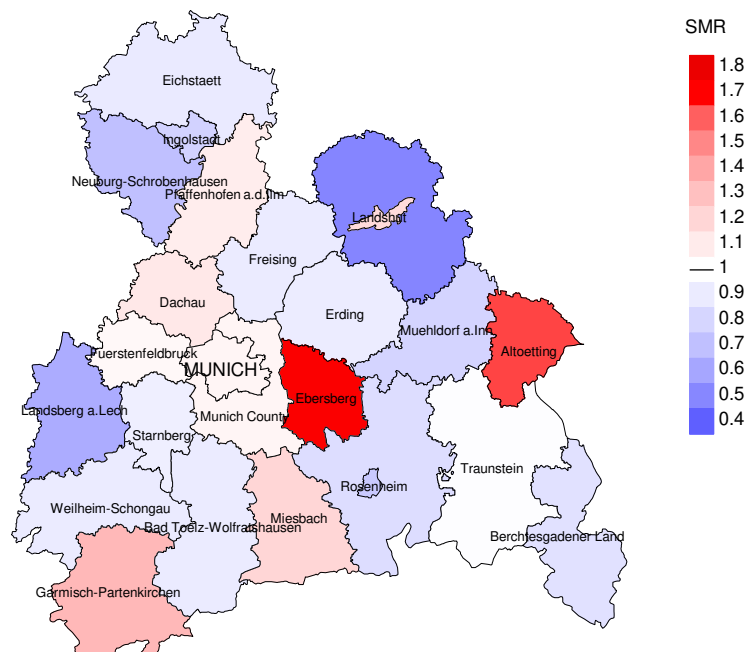 SMR
1.8
1.7
1.6
1.5
1.4
1.3
1.2
1.1
1
0.9
0.8
0.7
0.6
0.5
0.4
Eichstaett
Ingolstadt
Neuburg-Schrobenhausen
Pfaffenhofen a.d.Ilm
Landshut
Freising
Dachau
Erding
Muehldorf a.Inn
Altoetting
Fuerstenfeldbruck
MUNICH
Ebersberg
Landsberg a.Lech
Munich County
Starnberg
Traunstein
Rosenheim
Weilheim-Schongau
Miesbach
Bad Toelz-Wolfratshausen
Berchtesgadener Land
Garmisch-Partenkirchen